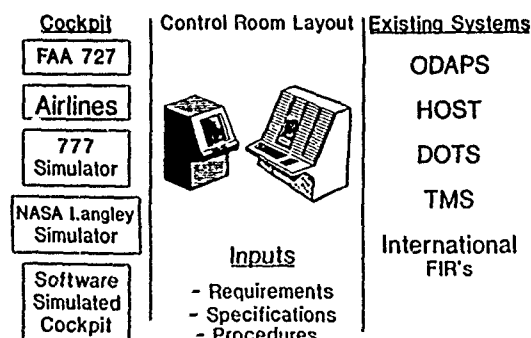 Cockpit
FAA 727
Airlines
777
Simulator
NASA Langley
Simulator
Software
Simulated
Cockpit
Control Room Layout
Inputs
- Requirements
- Specifications
- Procedures
Existing Systems
ODAPS
HOST
DOTS
TMS
International
FIR's